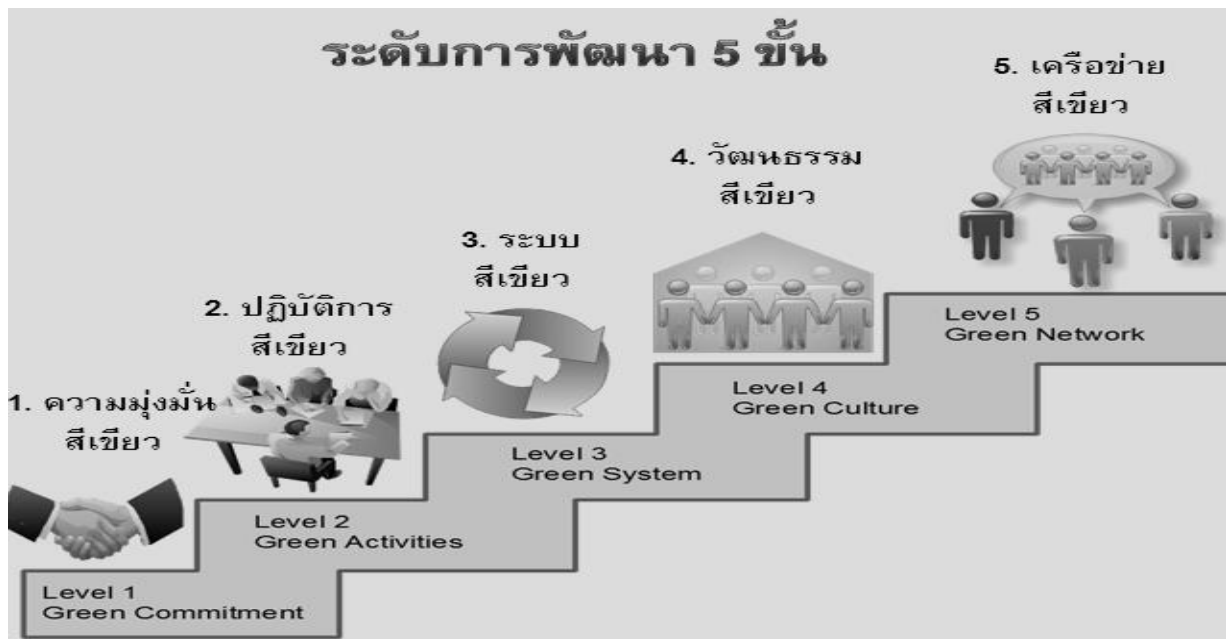 ระดับการพัฒนา 5 ขั้น
5. เครือข่าย
สีเขียว
4. วัฒนธรรม
สีเขียว
3. ระบบ
สีเขียว
2. ปฏิบัติการ
สีเขียว
1. ความมุ่งมั่น
สีเขียว
Level 5
Green Network
Level 4
Green Culture
Level 3
Green System
Level 2
Green Activities
Level 1
Green Commitment